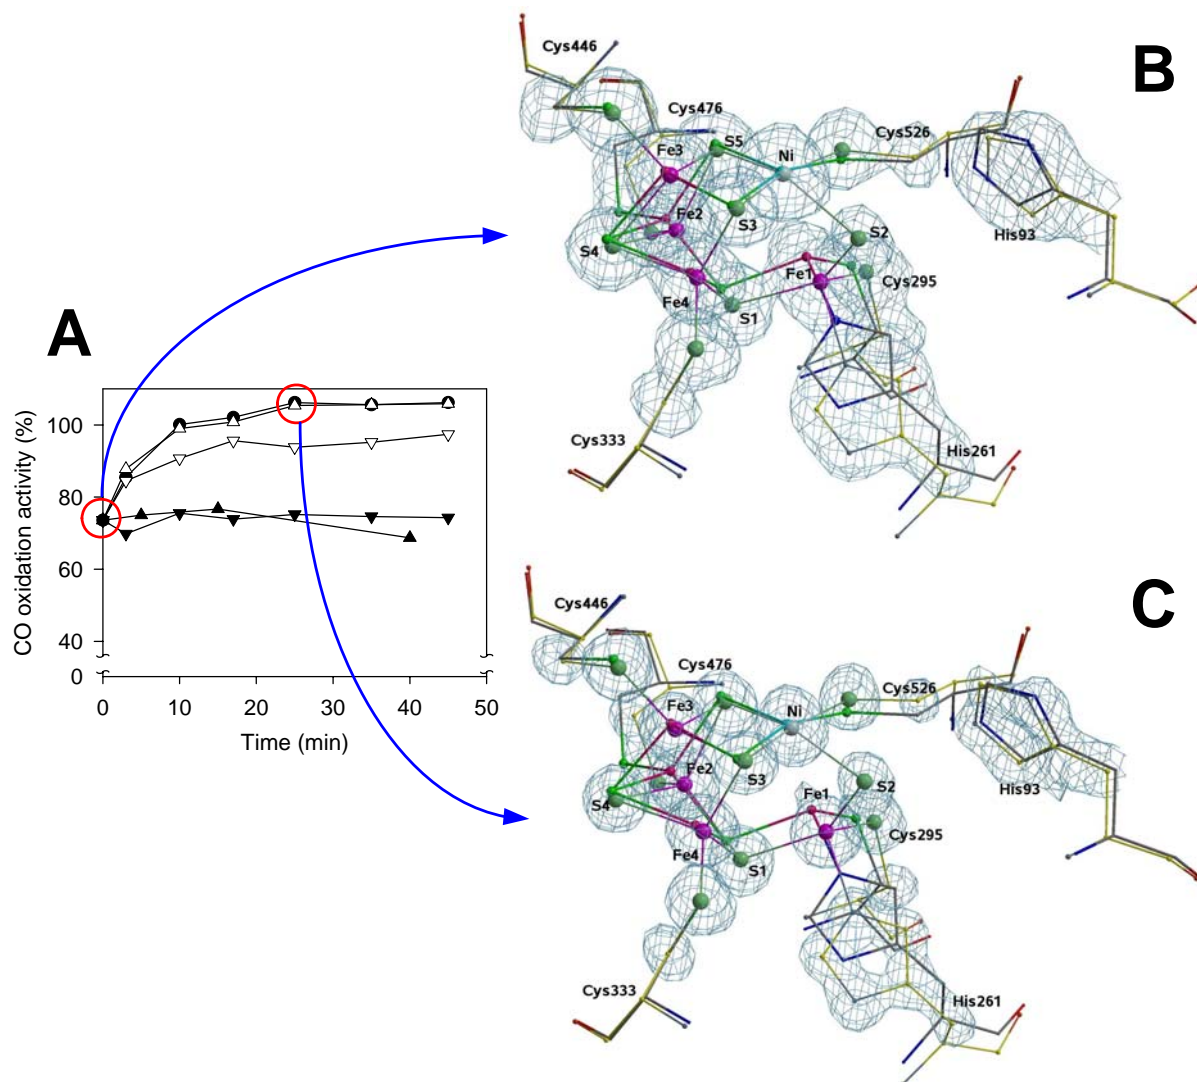 A
CO oxidation activity (%)
100
80
60
40
0
0 10 20 30 40 50
Time (min)
B
Cys446
Cys476
Cys526
S5
Ni
Fe3
Fe2
S3
S2
S4
His93
Fe1
Cys295
Fe4
S1
Cys333
His261
C
Cys446
Cys476
Cys526
Ni
Fe3
Fe2
S3
S2
S4
His93
Fe1
Cys295
Fe4
S1
Cys333
His261